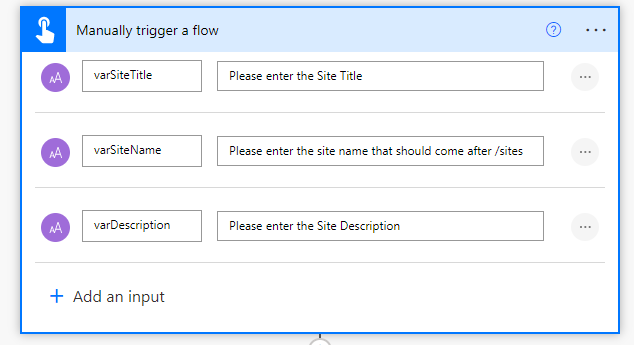 Manually trigger a flow
varSiteTitle Please enter the Site Title
varSiteName Please enter the site name that should come after /sites
varDescription Please enter the Site Description
Add an input